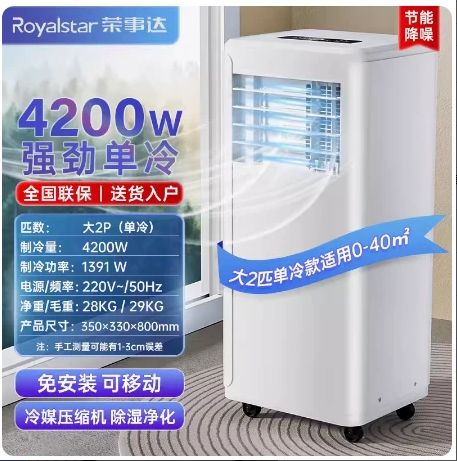 Royalstar 荣事达
节能
降噪
4200W
强劲单冷
全国联保 | 送货入户
匹数: 大2P（单冷）
制冷量: 4200W
制冷功率: 1391 W
电源/频率: 220V~/50Hz
净重/毛重: 28KG / 29KG
产品尺寸: 350×330×800mm
注: 手工测量可能有1-3cm误差
大2匹单冷款适用0-40㎡
免安装 可移动
冷媒压缩机 除湿净化